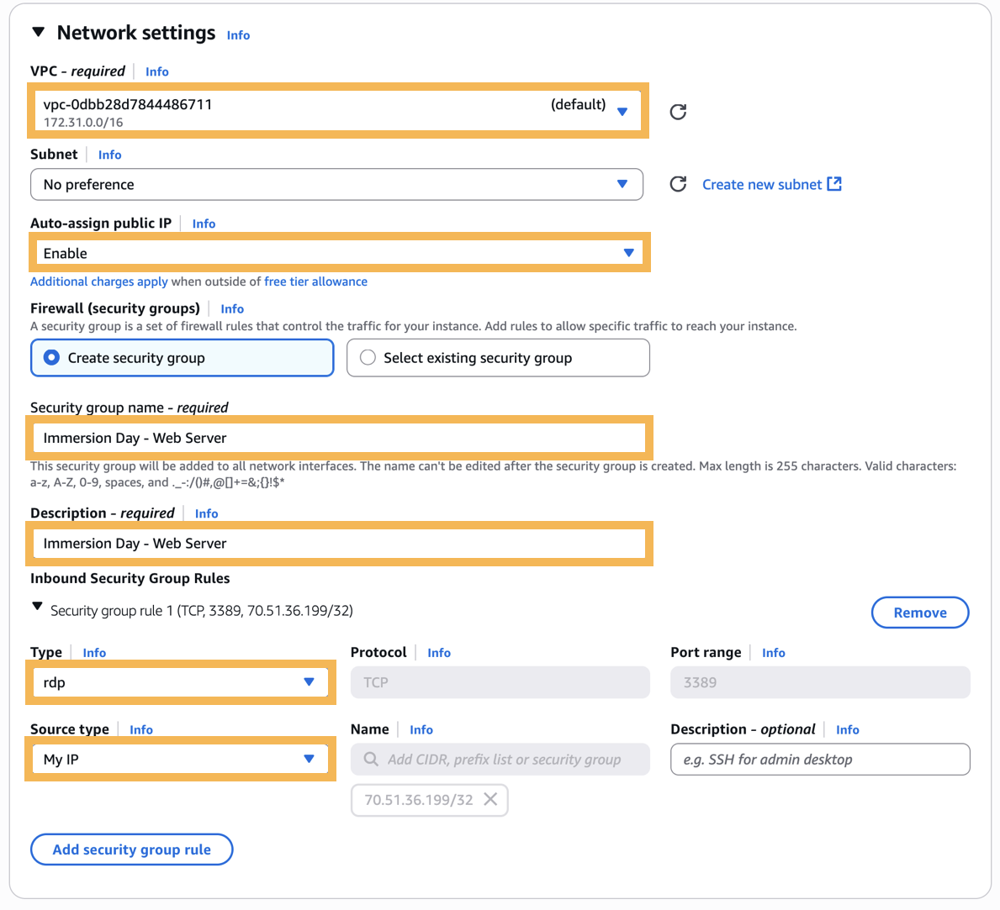 Network settings Info
VPC - required Info
vpc-0dbb28d7844486711 (default)
172.31.0.0/16
Subnet Info
No preference
Create new subnet
Auto-assign public IP Info
Enable
Additional charges apply when outside of free tier allowance
Firewall (security groups) Info
A security group is a set of firewall rules that control the traffic for your instance. Add rules to allow specific traffic to reach your instance.
Create security group
Select existing security group
Security group name - required
Immersion Day - Web Server
This security group will be added to all network interfaces. The name can't be edited after the security group is created. Max length is 255 characters. Valid characters:
a-z, A-Z, 0-9, spaces, and ._-:/()#,@[]+=&;{}!$*
Description - required Info
Immersion Day - Web Server
Inbound Security Group Rules
Security group rule 1 (TCP, 3389, 70.51.36.199/32)
Remove
Type Info
Protocol Info
Port range Info
rdp
TCP
3389
Source type Info
Name Info
Description - optional Info
My IP
Add CIDR, prefix list or security group
e.g. SSH for admin desktop
70.51.36.199/32
Add security group rule